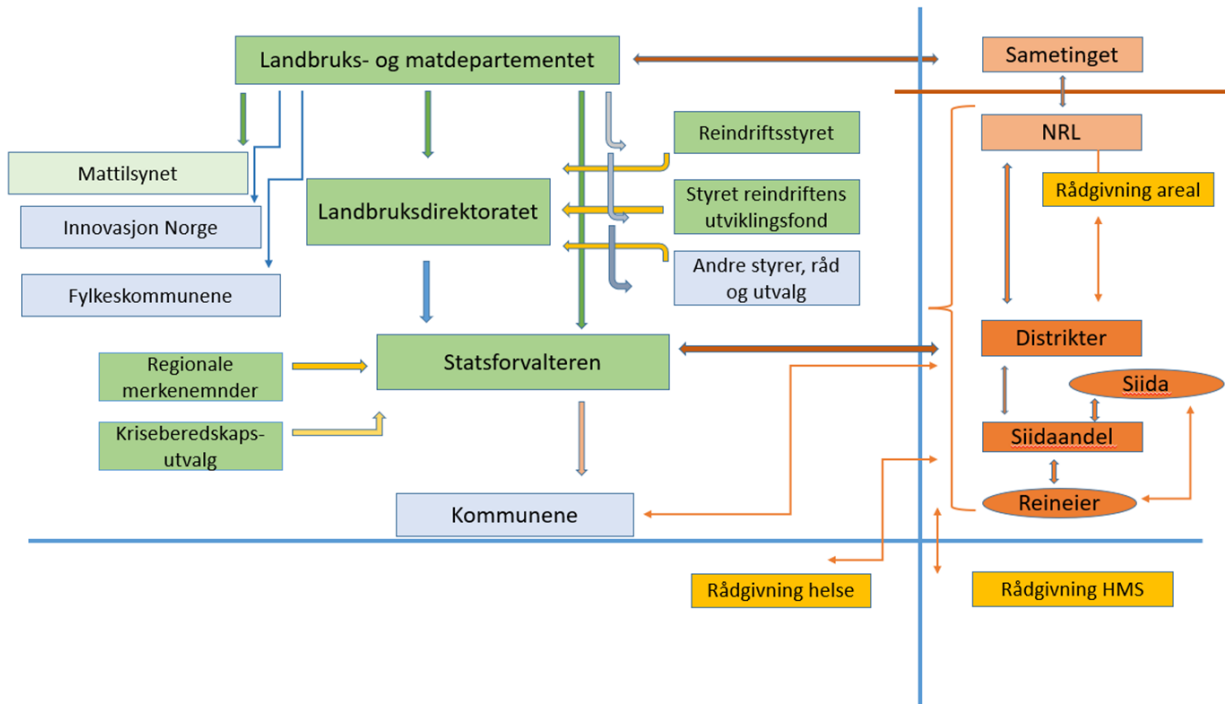 Landbruks- og matdepartementet
Sametinget
Reindriftsstyret
NRL
Mattilsynet
Rådgivning areal
Landbruksdirektoratet
Styret reindriftens
utviklingsfond
Innovasjon Norge
Andre styrer, råd
og utvalg
Fylkeskommunene
Distrikter
Statsforvalteren
Regionale
merkenemnder
Siida
Kriseberedskaps-
utvalg
Siidaandel
Reineier
Kommunene
Rådgivning helse
Rådgivning HMS